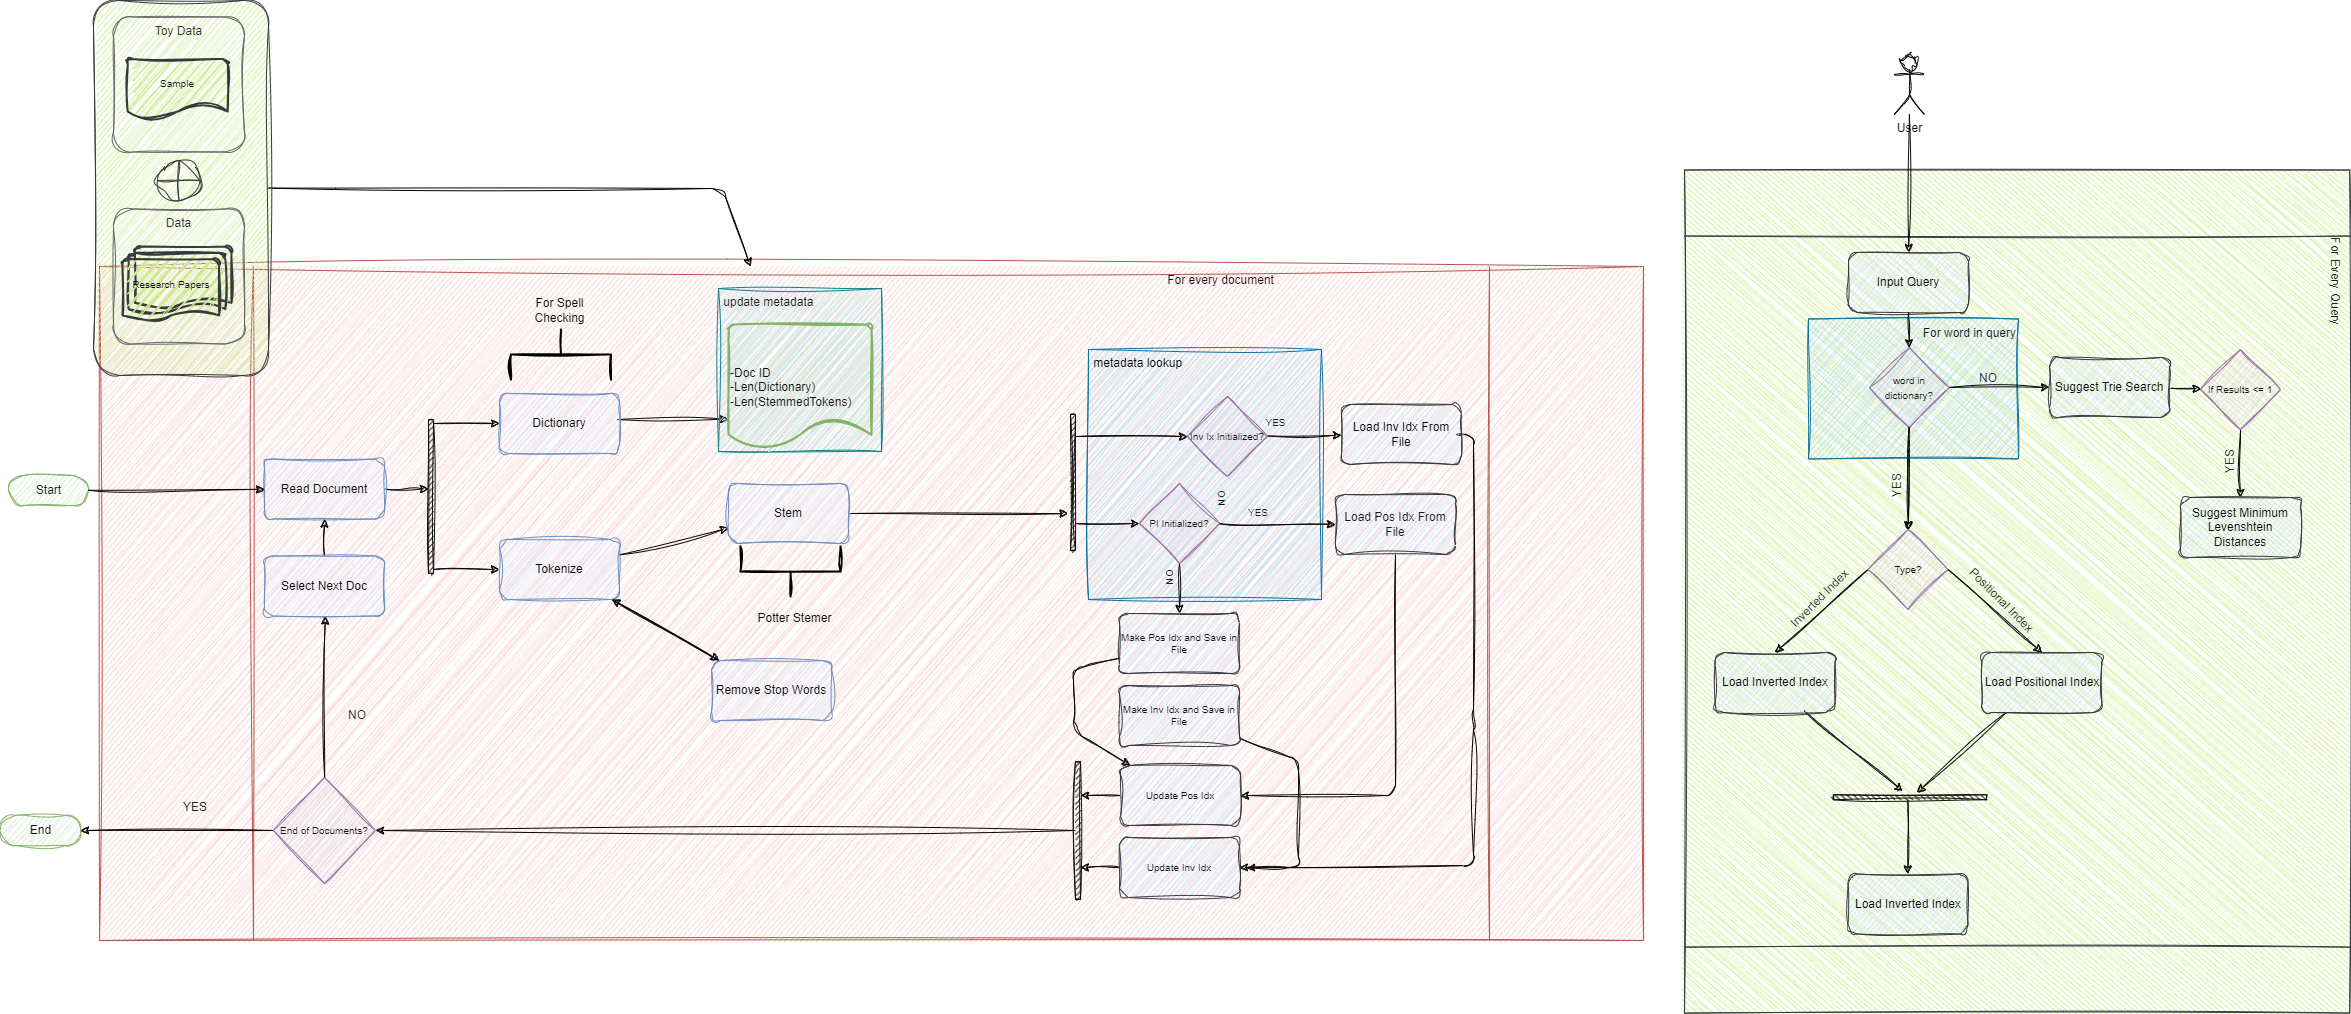 Toy Data
Sample
Data
Research Papers
For every document
For Spell
Checking
update metadata
-Doc ID
-Len(Dictionary)
-Len(StemmedTokens)
Dictionary
metadata lookup
Inv Ix Initialized?
YES
Load Inv Idx From
File
NO
Start
Read Document
Stem
PI Initialized?
YES
Load Pos Idx From
File
NO
Select Next Doc
Tokenize
Potter Stemer
Make Pos Idx and Save in
File
Remove Stop Words
Make Inv Idx and Save in
File
NO
YES
Update Pos Idx
End
End of Documents?
Update Inv Idx
User
For Every Query
Input Query
For word in query
word in
dictionary?
NO
Suggest Trie Search
If Results <= 1
YES
YES
Suggest Minimum
Levenshtein
Distances
Type?
Inverted Index
Positional Index
Load Inverted Index
Load Positional Index
Load Inverted Index